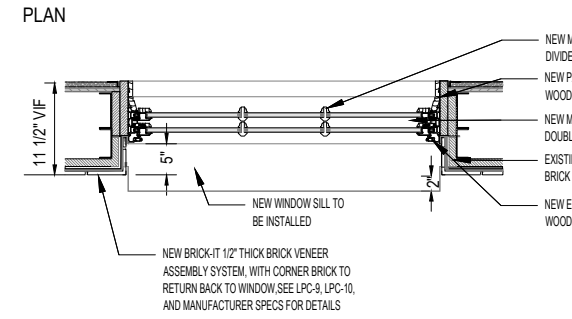 PLAN
NEW M
DIVIDE
NEW P
WOOD
NEW M
DOUBL
EXISTI
BRICK
NEW E
WOOD
11 1/2" VIF
5"
2"
NEW WINDOW SILL TO
BE INSTALLED
NEW BRICK-IT 1/2" THICK BRICK VENEER
ASSEMBLY SYSTEM, WITH CORNER BRICK TO
RETURN BACK TO WINDOW,SEE LPC-9, LPC-10,
AND MANUFACTURER SPECS FOR DETAILS